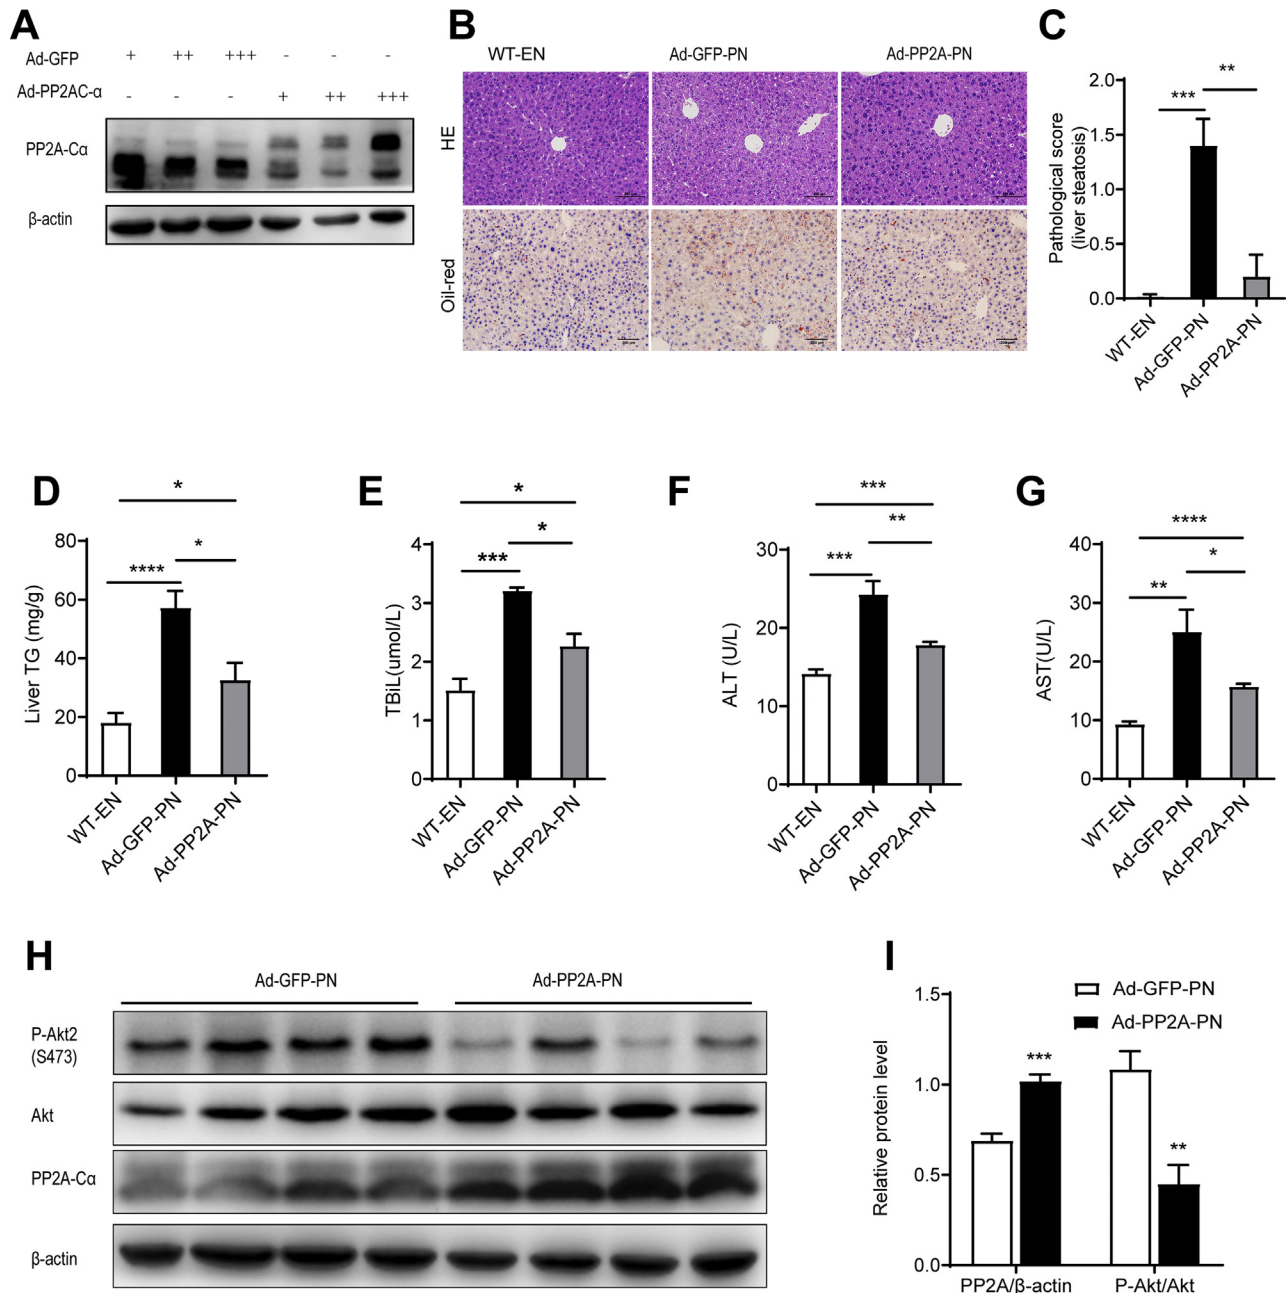 A
Ad-GFP + ++ +++ - - -
Ad-PP2AC-α - - - + ++ +++
PP2A-Cα
β-actin
B
WT-EN Ad-GFP-PN Ad-PP2A-PN
HE
Oil-red
C
** 
***
2.0
1.5
1.0
0.5
0.0
Pathological score
(liver steatosis)
WT-EN
Ad-GFP-PN
Ad-PP2A-PN
D
*
*
****
80
60
40
20
0
Liver TG (mg/g)
WT-EN
Ad-GFP-PN
Ad-PP2A-PN
E
*
*
***
4
3
2
1
0
TBiL(umol/L)
WT-EN
Ad-GFP-PN
Ad-PP2A-PN
F
***
**
***
30
20
10
0
ALT (U/L)
WT-EN
Ad-GFP-PN
Ad-PP2A-PN
G
****
*
**
40
30
20
10
0
AST(U/L)
WT-EN
Ad-GFP-PN
Ad-PP2A-PN
H
Ad-GFP-PN Ad-PP2A-PN
P-Akt2
(S473)
Akt
PP2A-Cα
β-actin
I
Ad-GFP-PN
Ad-PP2A-PN
1.5
1.0
0.5
0.0
Relative protein level
***
**
PP2A/β-actin P-Akt/Akt